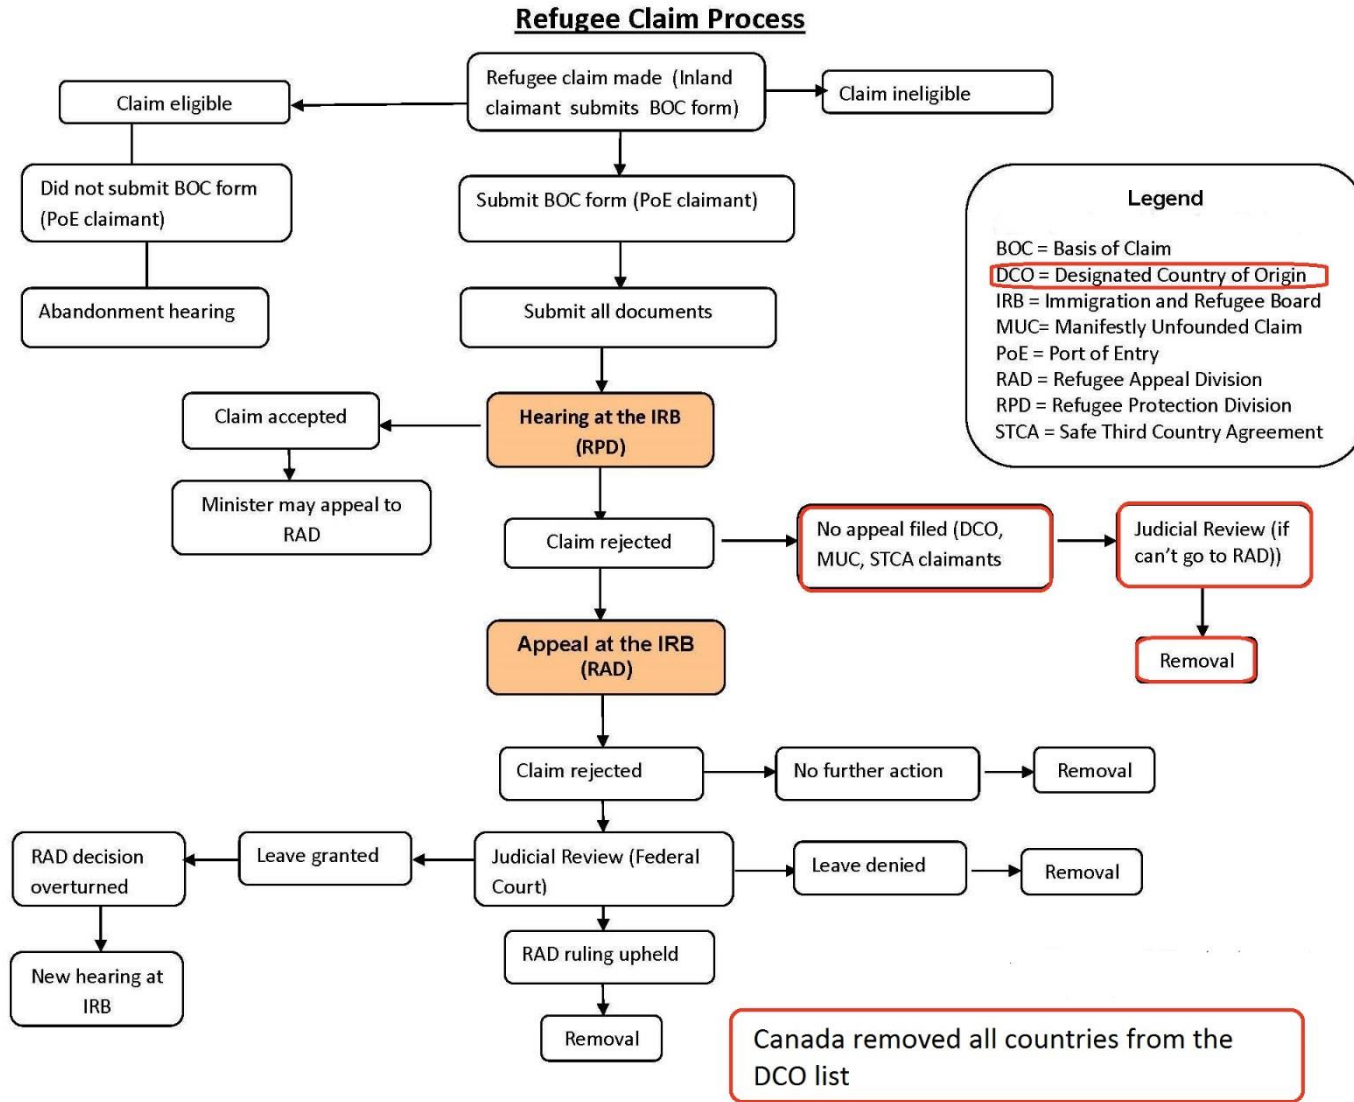 Refugee Claim Process
Refugee claim made (Inland
claimant submits BOC form)
Claim eligible
Claim ineligible
Did not submit BOC form
(PoE claimant)
Submit BOC form (PoE claimant)
Abandonment hearing
Submit all documents
Legend
BOC = Basis of Claim
DCO = Designated Country of Origin
IRB = Immigration and Refugee Board
MUC= Manifestly Unfounded Claim
PoE = Port of Entry
RAD = Refugee Appeal Division
RPD = Refugee Protection Division
STCA = Safe Third Country Agreement
Claim accepted
Hearing at the IRB
(RPD)
Minister may appeal to
RAD
Claim rejected
No appeal filed (DCO,
MUC, STCA claimants
Judicial Review (if
can’t go to RAD))
Removal
Appeal at the IRB
(RAD)
Claim rejected
No further action
Removal
RAD decision
overturned
Leave granted
Judicial Review (Federal
Court)
Leave denied
Removal
New hearing at
IRB
RAD ruling upheld
Removal
Canada removed all countries from the
DCO list